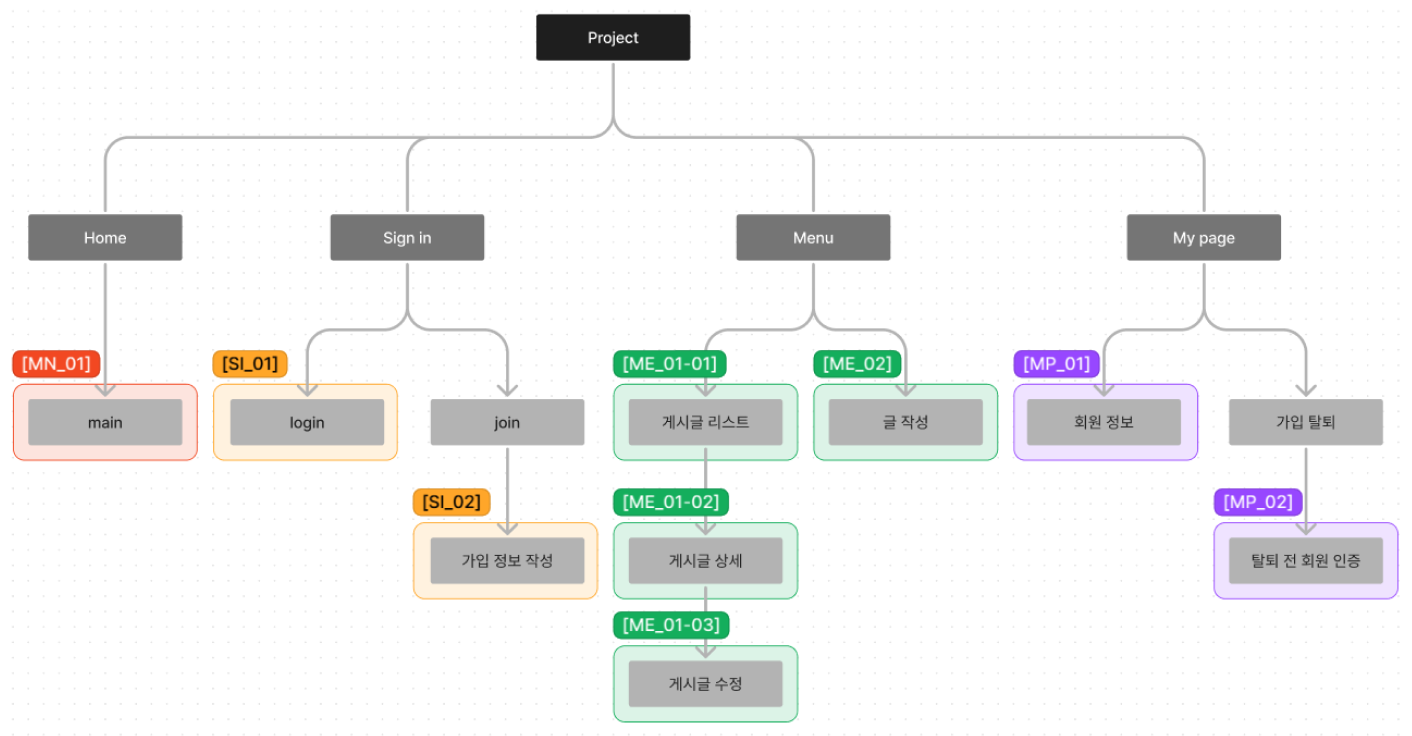 Project
Home
Sign in
Menu
My page
[MN_01]
[SI_01]
[ME_01-01]
[ME_02]
[MP_01]
main
login
join
게시글 리스트
글 작성
회원 정보
가입 탈퇴
[SI_02]
[ME_01-02]
[MP_02]
가입 정보 작성
게시글 상세
탈퇴 전 회원 인증
[ME_01-03]
게시글 수정